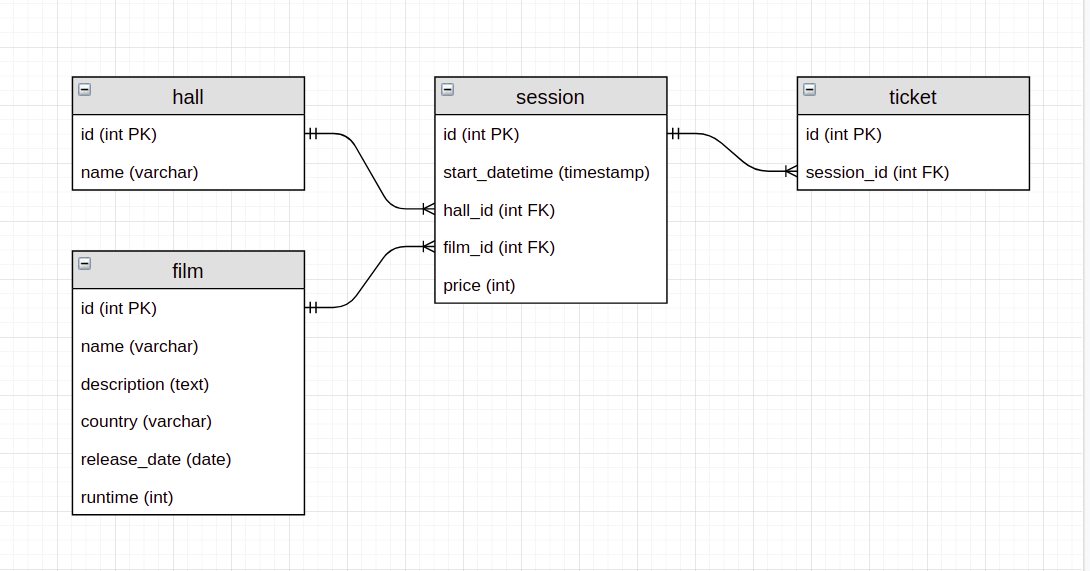 hall
id (int PK)
name (varchar)
film
id (int PK)
name (varchar)
description (text)
country (varchar)
release_date (date)
runtime (int)
session
id (int PK)
start_datetime (timestamp)
hall_id (int FK)
film_id (int FK)
price (int)
ticket
id (int PK)
session_id (int FK)